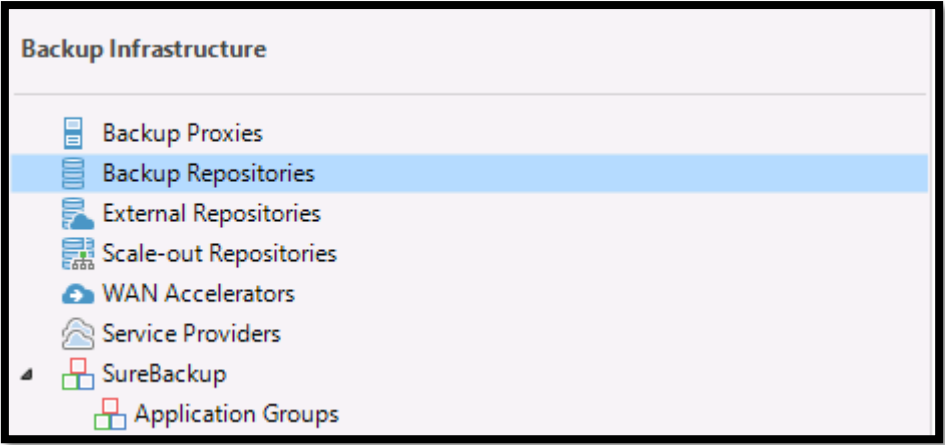 Backup Infrastructure
Backup Proxies
Backup Repositories
External Repositories
Scale-out Repositories
WAN Accelerators
Service Providers
SureBackup
Application Groups